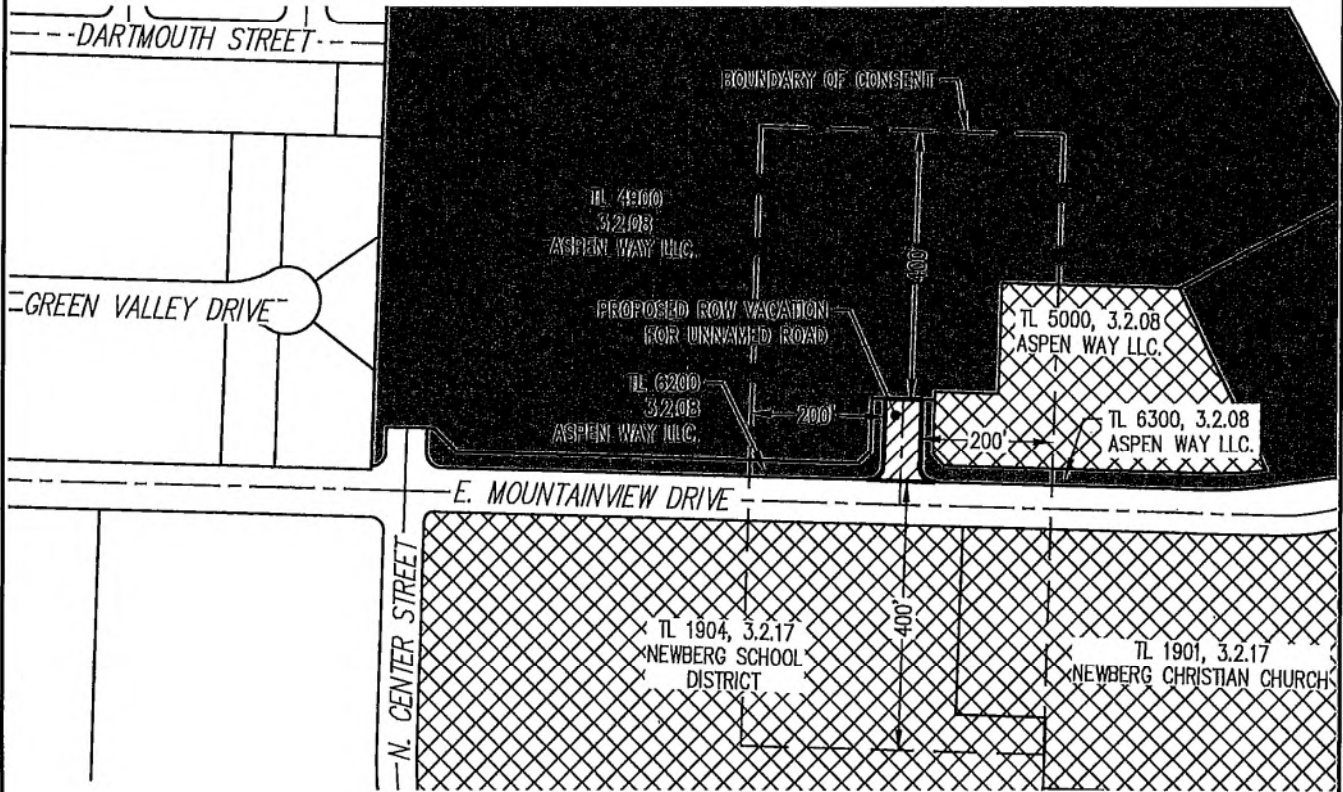 DARTMOUTH STREET
BOUNDARY OF CONSENT
TL 4900
3.2.08
ASPEN WAY LLC.
400'
GREEN VALLEY DRIVE
PROPOSED ROW VACATION
FOR UNNAMED ROAD
TL 5000, 3.2.08
ASPEN WAY LLC.
TL 6200
3.2.08
ASPEN WAY LLC.
200'
200'
TL 6300, 3.2.08
ASPEN WAY LLC.
E. MOUNTAINVIEW DRIVE
N. CENTER STREET
400'
TL 1904, 3.2.17
NEWBERG SCHOOL
DISTRICT
TL 1901, 3.2.17
NEWBERG CHRISTIAN CHURCH